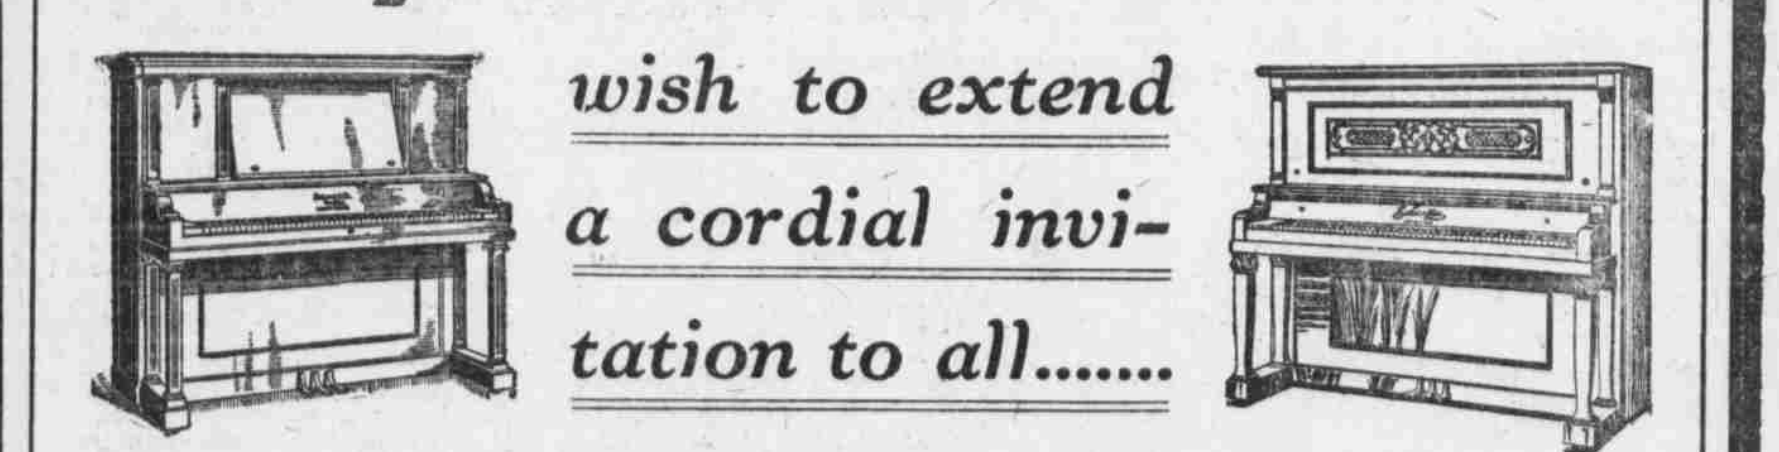 wish to extend
a cordial invi-
tation to all.......